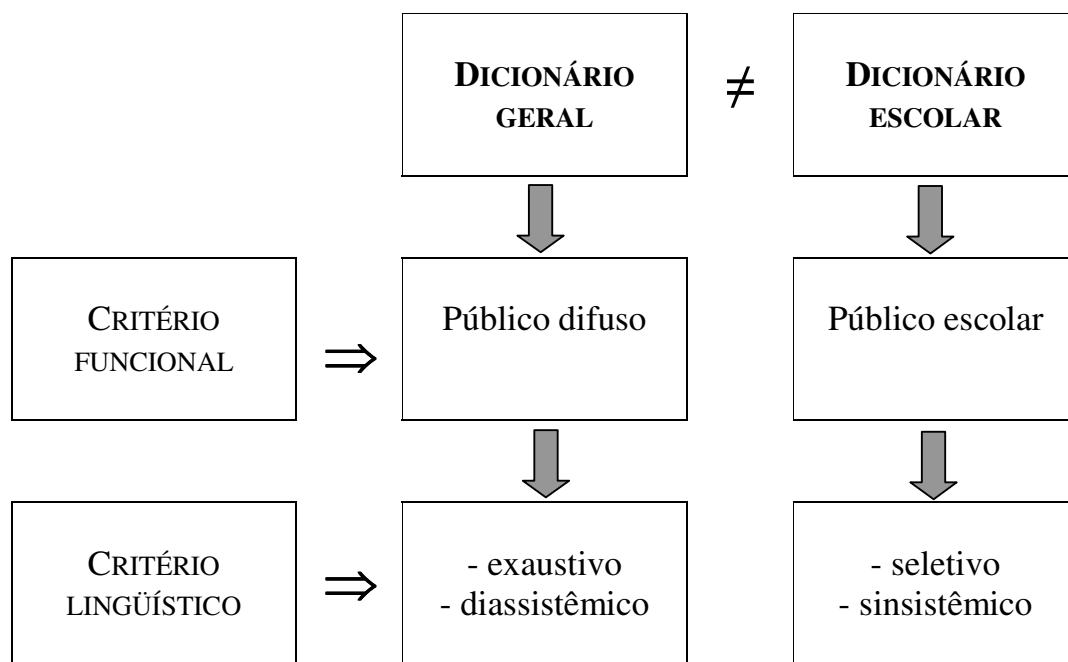 DICIONÁRIO
GERAL
≠
DICIONÁRIO
ESCOLAR
CRITÉRIO
FUNCIONAL
⇒
Público difuso
Público escolar
CRITÉRIO
LINGÜÍSTICO
⇒
- exaustivo
- diassistêmico
- seletivo
- sinsistêmico